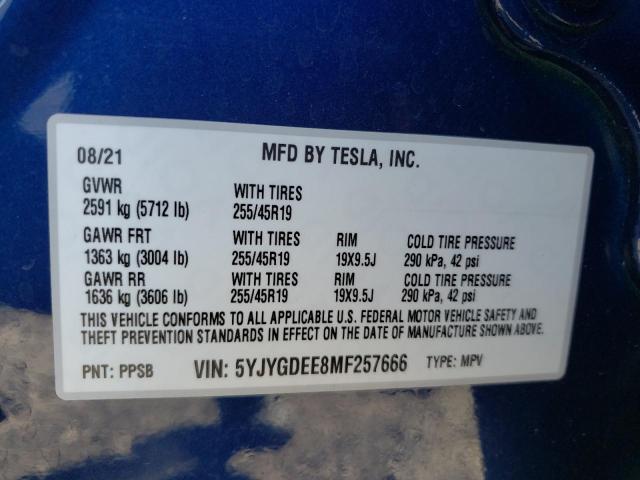 08/21 MFD BY TESLA, INC.
GVWR WITH TIRES
2591 kg (5712 lb) 255/45R19
GAWR FRT WITH TIRES RIM COLD TIRE PRESSURE
1363 kg (3004 lb) 255/45R19 19X9.5J 290 kPa, 42 psi
GAWR RR WITH TIRES RIM COLD TIRE PRESSURE
1636 kg (3606 lb) 255/45R19 19X9.5J 290 kPa, 42 psi
THIS VEHICLE CONFORMS TO ALL APPLICABLE U.S. FEDERAL MOTOR VEHICLE SAFETY AND
THEFT PREVENTION STANDARDS IN EFFECT ON THE DATE OF MANUFACTURE SHOWN ABOVE.
PNT: PPSB VIN: 5YJYGDEE8MF257666 TYPE: MPV